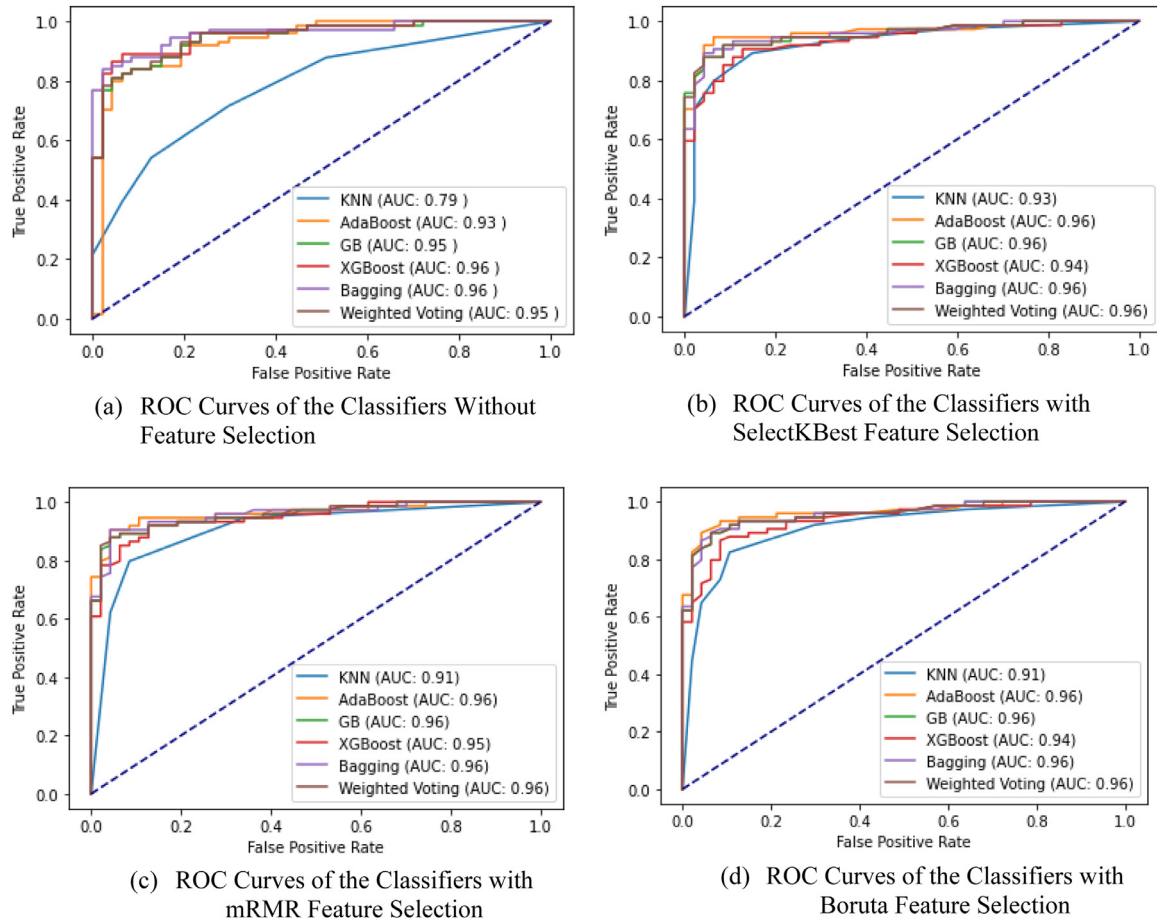 1.0
0.8
0.6
0.4
0.2
0.0
True Positive Rate
KNN (AUC: 0.79 )
AdaBoost (AUC: 0.93 )
GB (AUC: 0.95 )
XGBoost (AUC: 0.96 )
Bagging (AUC: 0.96 )
Weighted Voting (AUC: 0.95 )
0.0 0.2 0.4 0.6 0.8 1.0
False Positive Rate
(a) ROC Curves of the Classifiers Without
Feature Selection
1.0
0.8
0.6
0.4
0.2
0.0
True Positive Rate
KNN (AUC: 0.93)
AdaBoost (AUC: 0.96)
GB (AUC: 0.96)
XGBoost (AUC: 0.94)
Bagging (AUC: 0.96)
Weighted Voting (AUC: 0.96)
0.0 0.2 0.4 0.6 0.8 1.0
False Positive Rate
(b) ROC Curves of the Classifiers with
SelectKBest Feature Selection
1.0
0.8
0.6
0.4
0.2
0.0
True Positive Rate
KNN (AUC: 0.91)
AdaBoost (AUC: 0.96)
GB (AUC: 0.96)
XGBoost (AUC: 0.95)
Bagging (AUC: 0.96)
Weighted Voting (AUC: 0.96)
0.0 0.2 0.4 0.6 0.8 1.0
False Positive Rate
(c) ROC Curves of the Classifiers with
mRMR Feature Selection
1.0
0.8
0.6
0.4
0.2
0.0
True Positive Rate
KNN (AUC: 0.91)
AdaBoost (AUC: 0.96)
GB (AUC: 0.96)
XGBoost (AUC: 0.94)
Bagging (AUC: 0.96)
Weighted Voting (AUC: 0.96)
0.0 0.2 0.4 0.6 0.8 1.0
False Positive Rate
(d) ROC Curves of the Classifiers with
Boruta Feature Selection